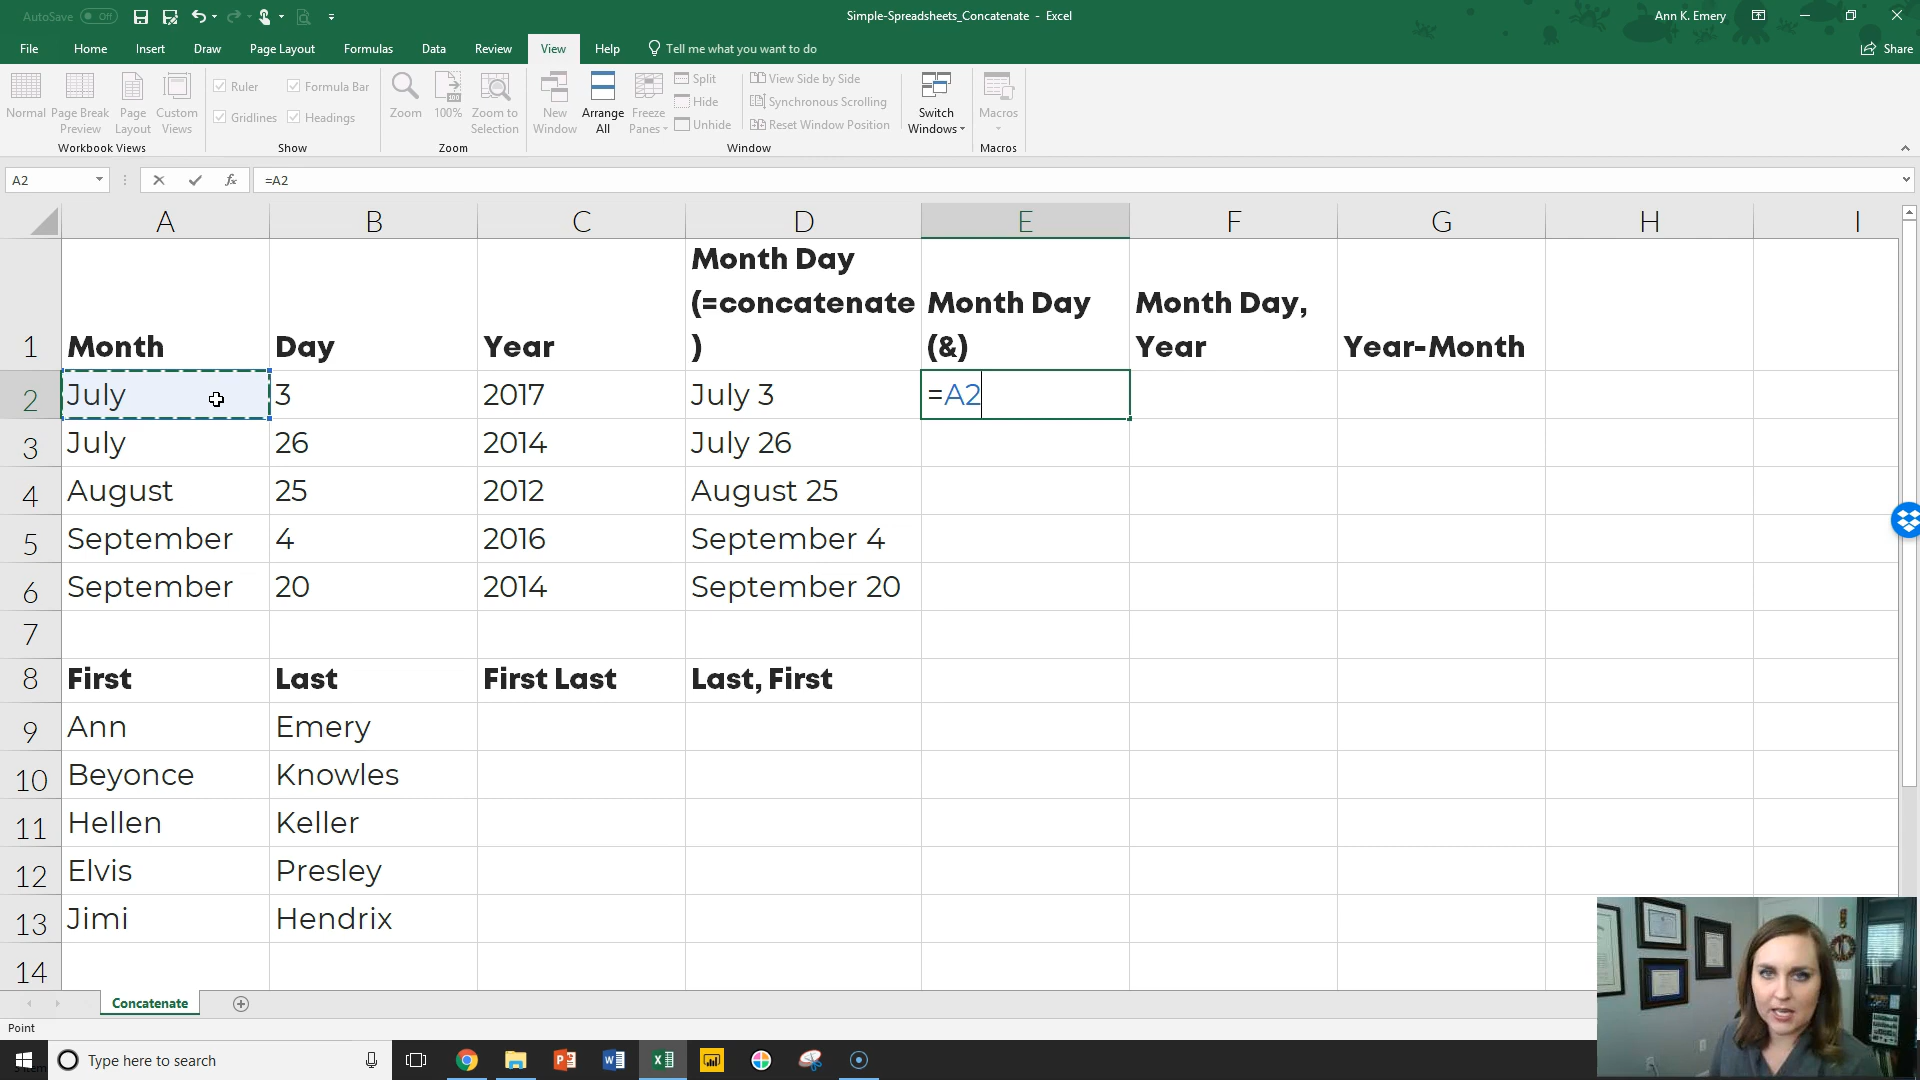 AutoSave Off
Simple-Spreadsheets_Concatenate - Excel
Ann K. Emery
File Home Insert Draw Page Layout Formulas Data Review View Help Tell me what you want to do
Share
Normal
Page Break Preview
Page Layout
Custom Views
Workbook Views
Ruler
Formula Bar
Gridlines
Headings
Show
Zoom
100%
Zoom to Selection
Zoom
New Window
Arrange All
Freeze Panes
Split
Hide
Unhide
View Side by Side
Synchronous Scrolling
Reset Window Position
Window
Switch Windows
Macros
Macros
A2 fx =A2
A B C D E F G H I
1 Month Day Year Month Day (=concatenate) Month Day (&) Month Day, Year Year-Month
2 July 3 2017 July 3 =A2
3 July 26 2014 July 26
4 August 25 2012 August 25
5 September 4 2016 September 4
6 September 20 2014 September 20
7
8 First Last First Last Last, First
9 Ann Emery
10 Beyonce Knowles
11 Hellen Keller
12 Elvis Presley
13 Jimi Hendrix
14
Concatenate
Point
Type here to search